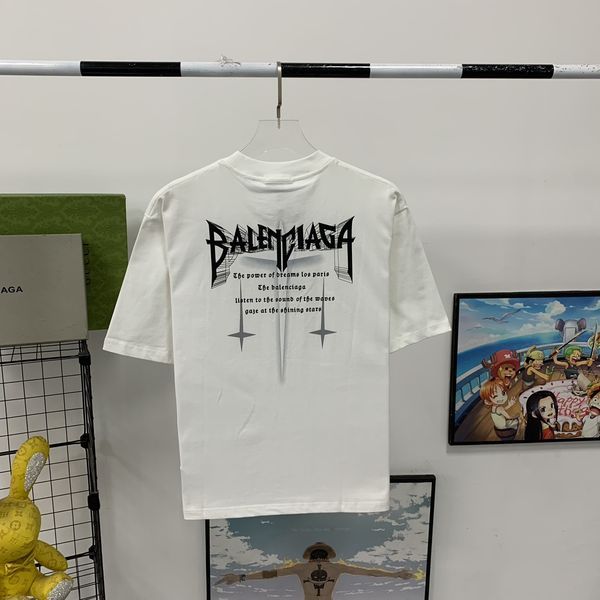 BALENCIAGA
The power of dreams los paris
The balenciaga
listen to the sound of the waves
gaze at the shining stars
AGA
HAPPY